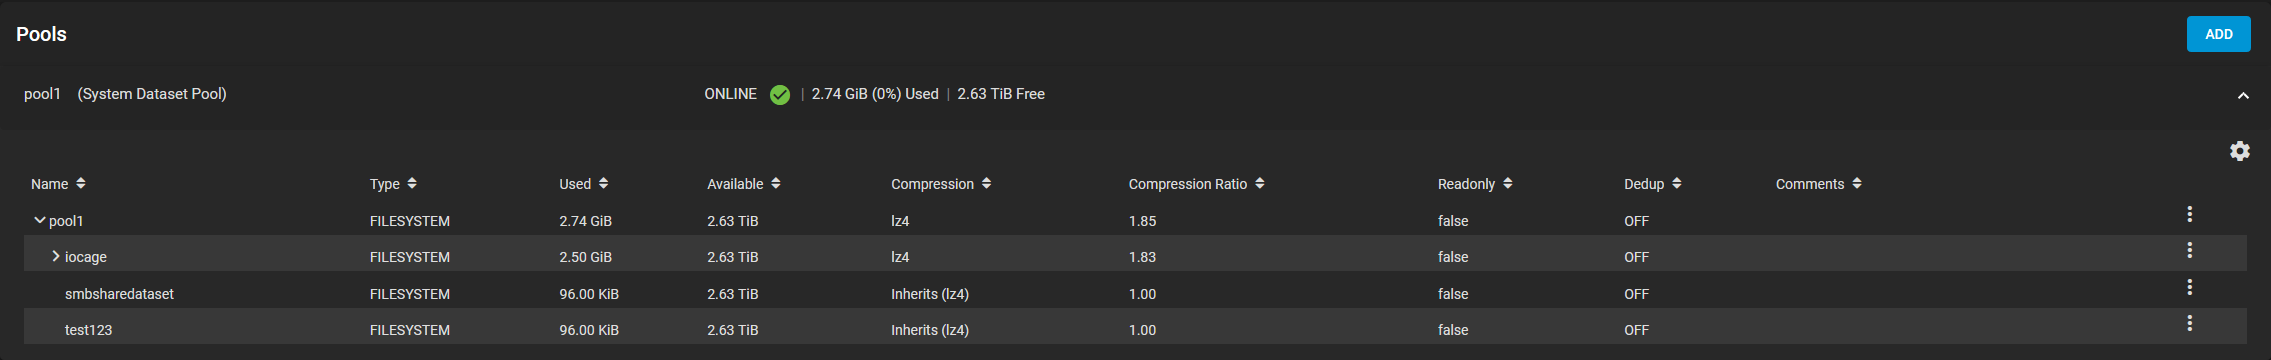 Pools
ADD
pool1 (System Dataset Pool) ONLINE | 2.74 GiB (0%) Used | 2.63 TiB Free
Name Type Used Available Compression Compression Ratio Readonly Dedup Comments
pool1 FILESYSTEM 2.74 GiB 2.63 TiB lz4 1.85 false OFF
iocage FILESYSTEM 2.50 GiB 2.63 TiB lz4 1.83 false OFF
smbsharedataset FILESYSTEM 96.00 KiB 2.63 TiB Inherits (lz4) 1.00 false OFF
test123 FILESYSTEM 96.00 KiB 2.63 TiB Inherits (lz4) 1.00 false OFF